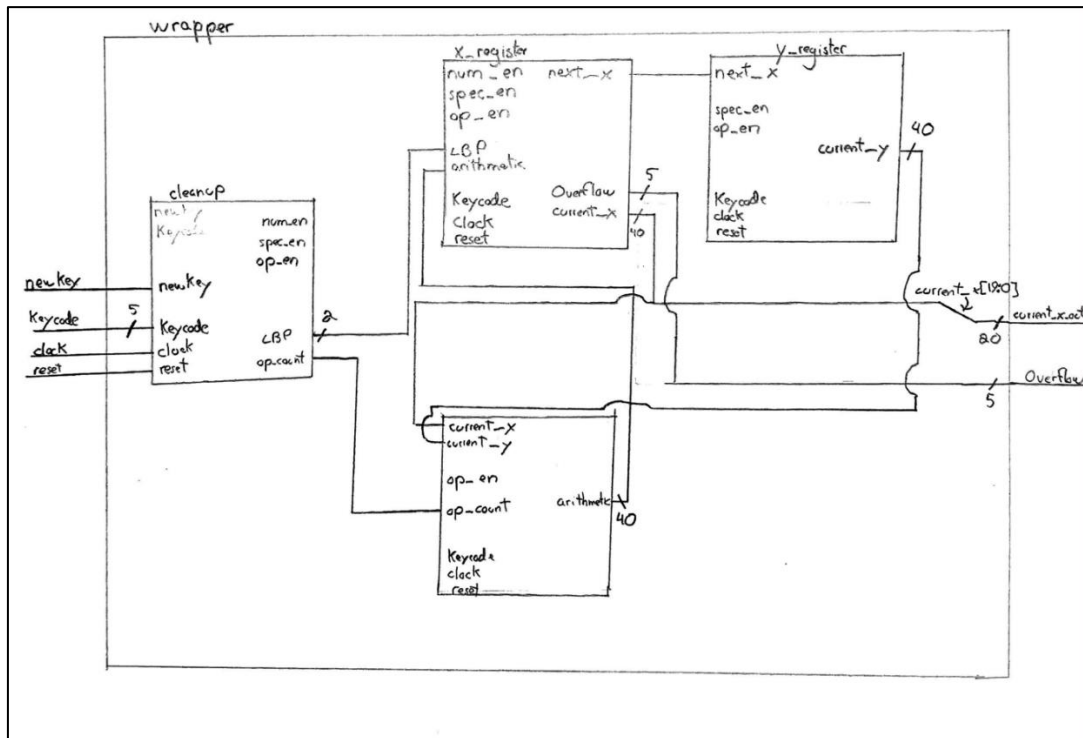 wrapper
x_register
num_en next_x
spec_en
op_en
LBP
arithmetic
Keycode
Clock
reset
Overflow
current_x
5
40
y_register
next_x
spec_en
op_en
current_y
40
Keycode
clock
reset
cleanup
newkey
Keycode
num_en
spec_en
op_en
newkey
Keycode
clock
reset
LBP
op_count
2
newkey
Keycode
5
clock
reset
current_x[19:0]
current_x_out
20
Overflow
5
current_x
current_y
op_en
op_count
arithmetic
40
Keycode
clock
reset